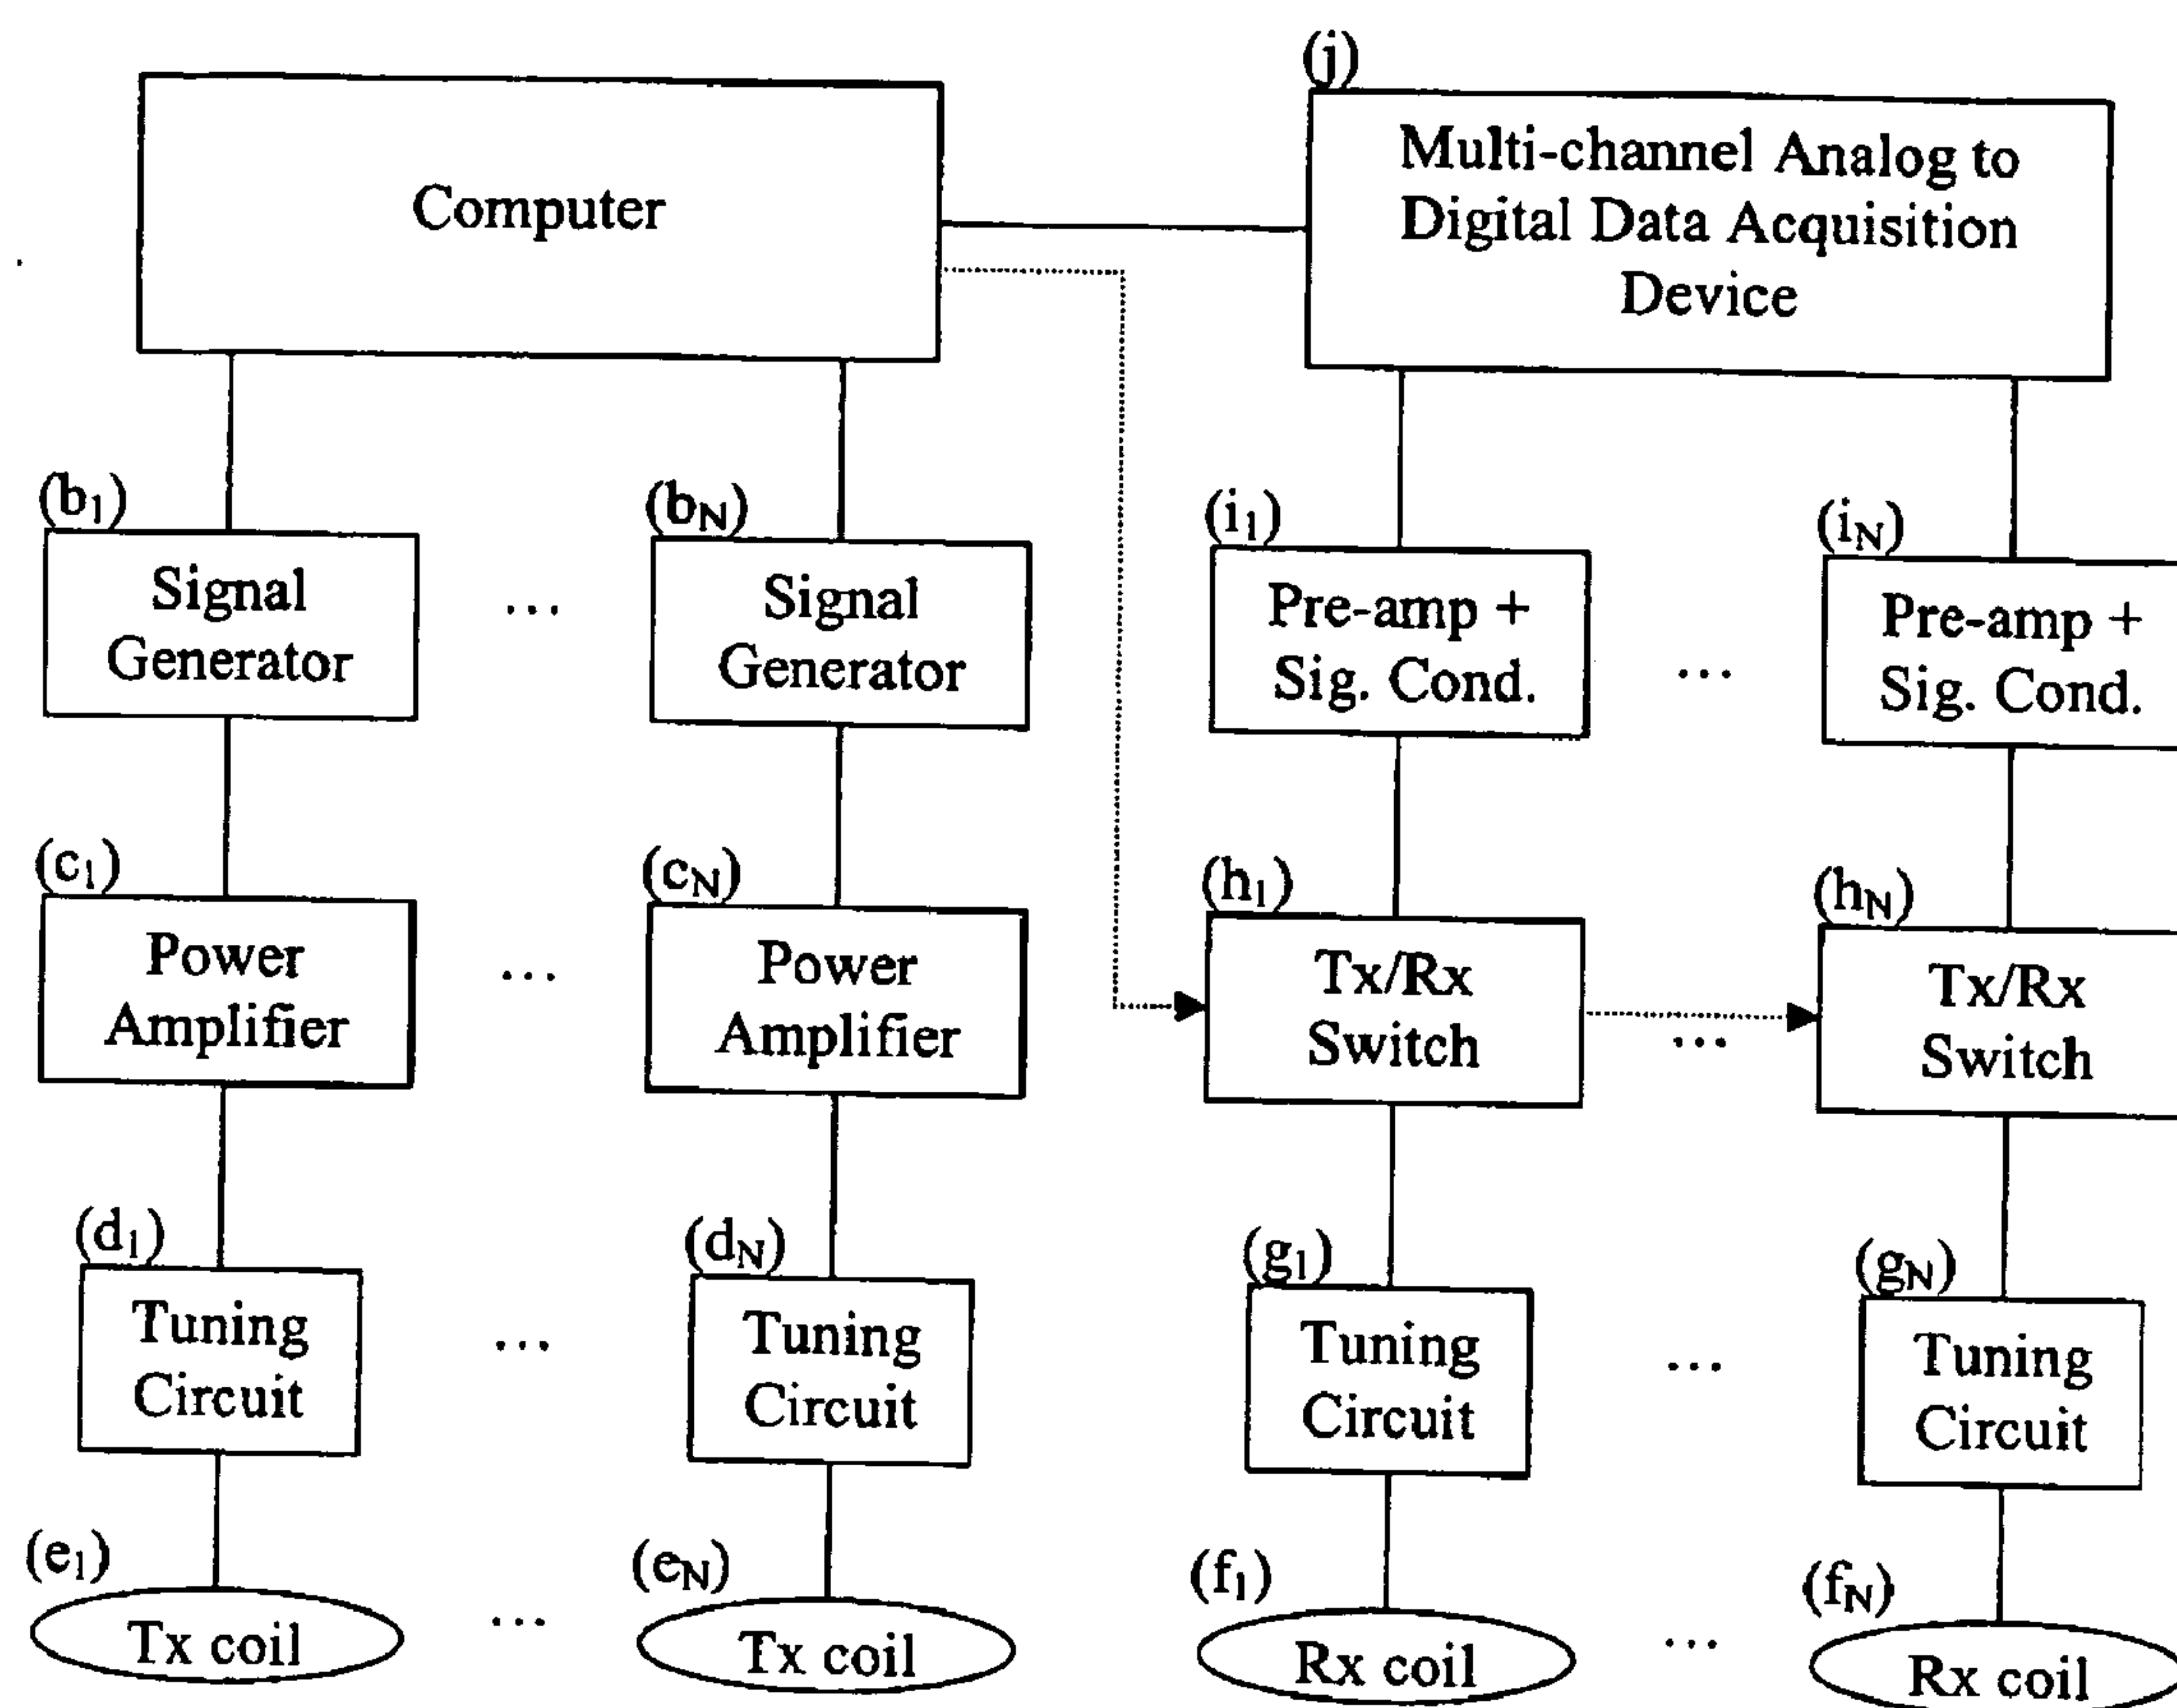 (j)
Computer
Multi-channel Analog to
Digital Data Acquisition
Device
(b1)
(bN)
(i1)
(iN)
Signal
Generator
...
Signal
Generator
Pre-amp +
Sig. Cond.
...
Pre-amp +
Sig. Cond.
(c1)
(cN)
(h1)
(hN)
Power
Amplifier
...
Power
Amplifier
Tx/Rx
Switch
...
Tx/Rx
Switch
(d1)
(dN)
(g1)
(gN)
Tuning
Circuit
...
Tuning
Circuit
Tuning
Circuit
...
Tuning
Circuit
(e1)
(eN)
(f1)
(fN)
Tx coil
...
Tx coil
Rx coil
...
Rx coil